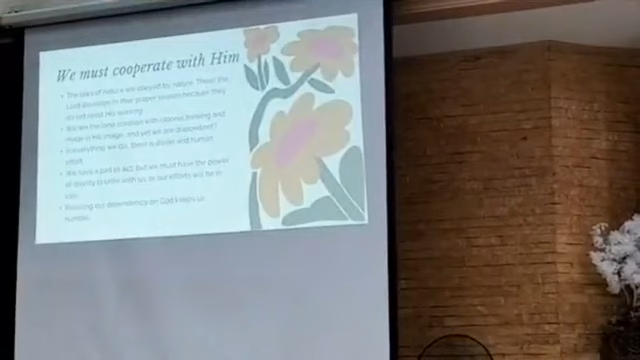 We must cooperate with Him
• The laws of nature are obeyed by nature. These the
Lord in their proper season because they
do not resist His working.
• We are the creation with rational thinking and
made in His image, and yet we are
• In everything we do, there is divine and human
effort.
• We have a part to act, but we must have the power
of divinity to unite with us, or our efforts will be in
vain.
• Realizing our dependency on God keeps us
humble.